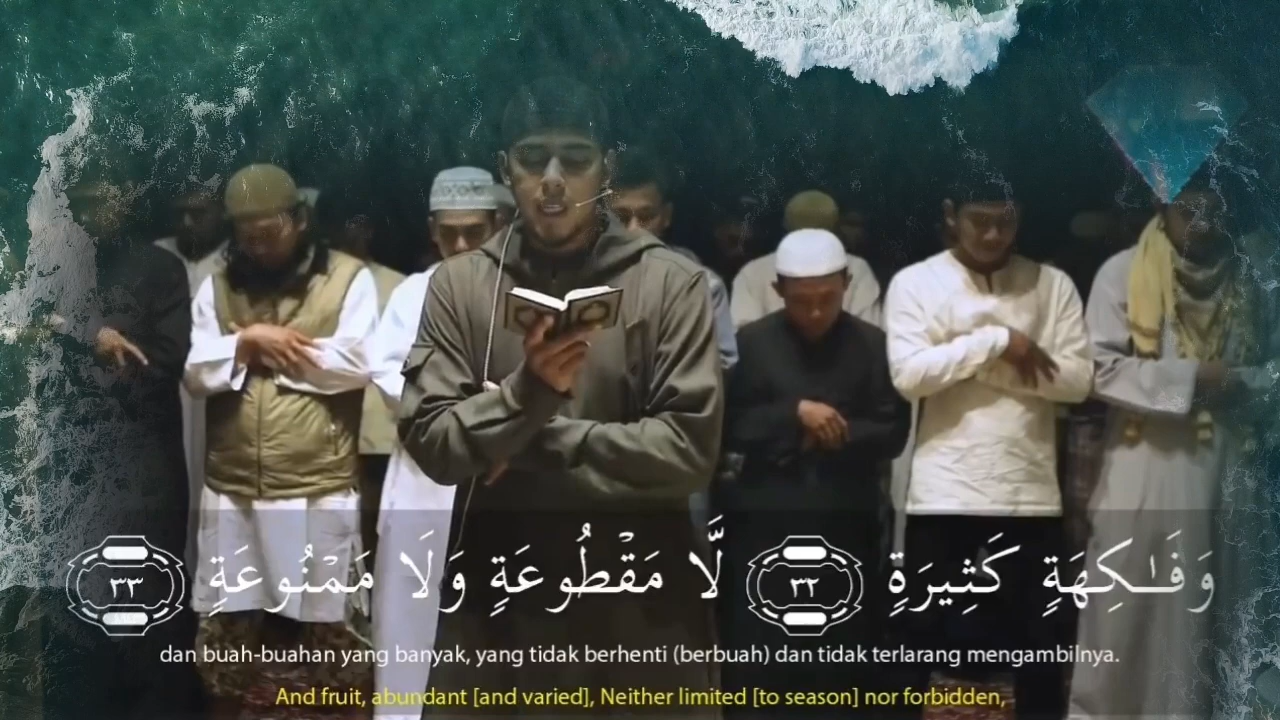 وَفَـٰكِهَةٍ كَثِيرَةٍ ٣٢ لَّا مَقْطُوعَةٍ وَلَا مَمْنُوعَةٍ ٣٣
dan buah-buahan yang banyak, yang tidak berhenti (berbuah) dan tidak terlarang mengambilnya.
And fruit, abundant [and varied], Neither limited [to season] nor forbidden,